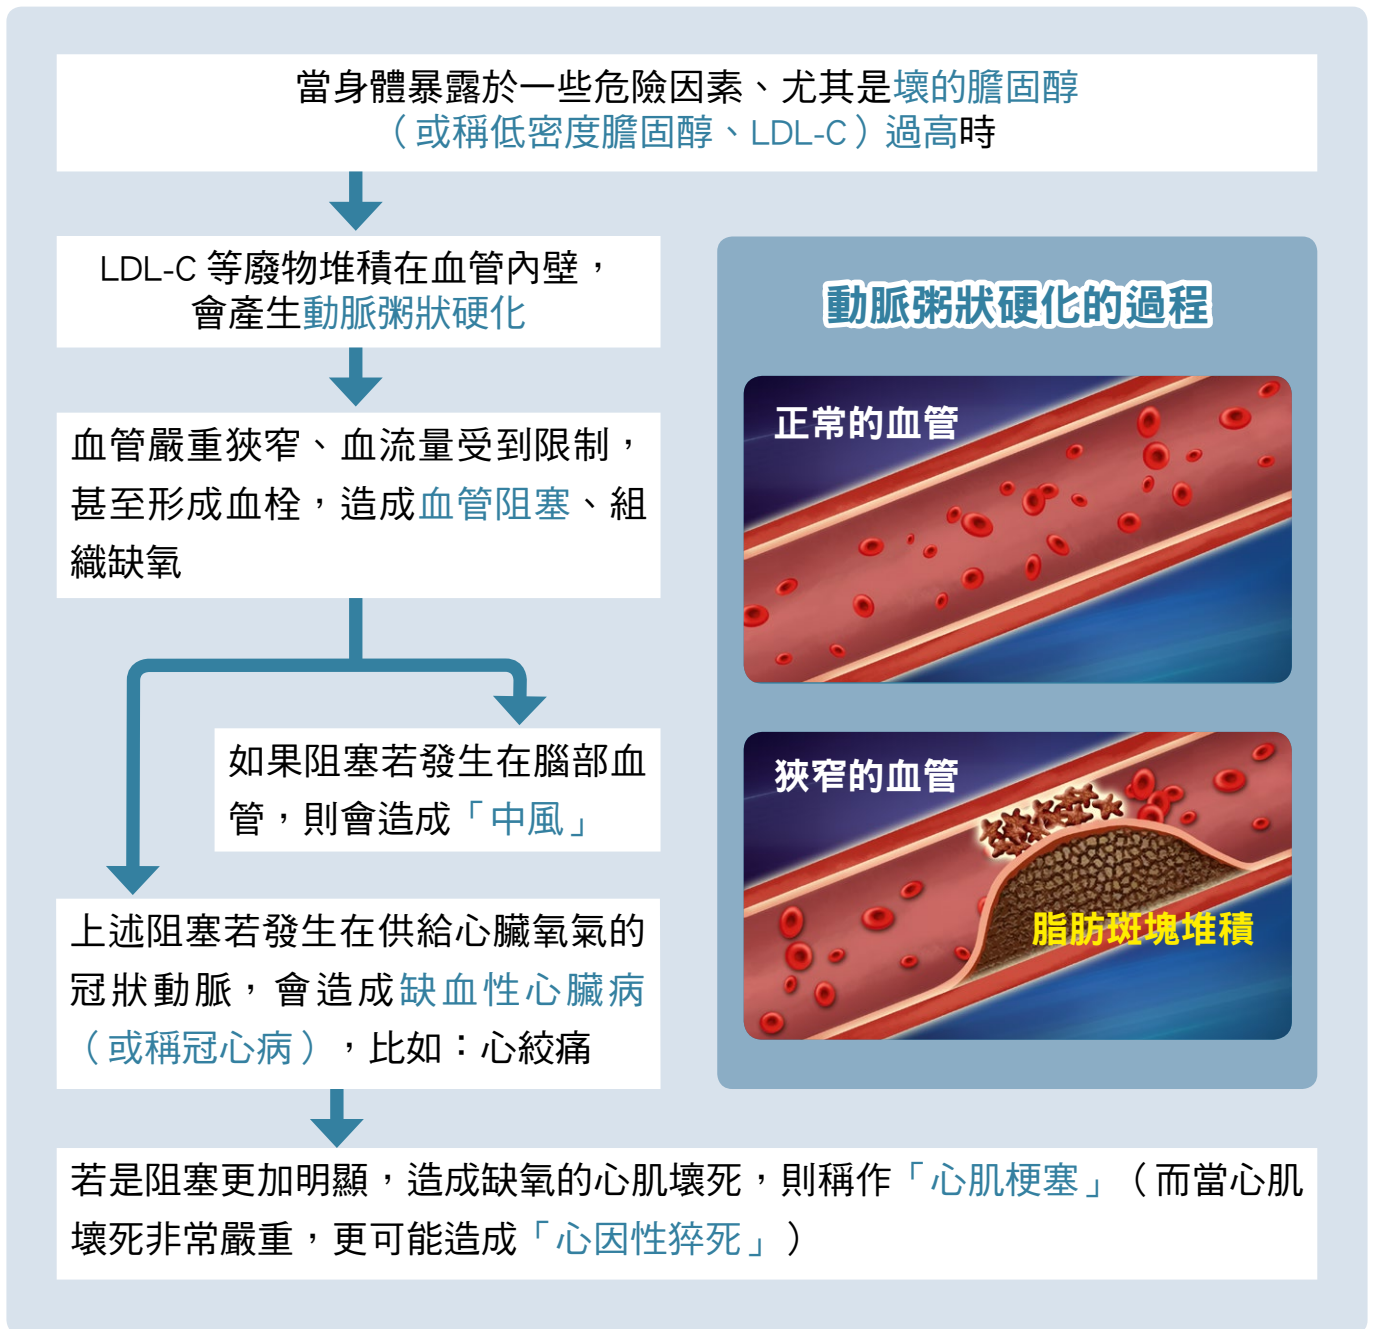 當身體暴露於一些危險因素、尤其是壞的膽固醇
（或稱低密度膽固醇、LDL-C）過高時
LDL-C 等廢物堆積在血管內壁，
會產生動脈粥狀硬化
血管嚴重狹窄、血流量受到限制，
甚至形成血栓，造成血管阻塞、組
織缺氧
如果阻塞若發生在腦部血
管，則會造成「中風」
上述阻塞若發生在供給心臟氧氣的
冠狀動脈，會造成缺血性心臟病
（或稱冠心病），比如：心絞痛
若是阻塞更加明顯，造成缺氧的心肌壞死，則稱作「心肌梗塞」（而當心肌
壞死非常嚴重，更可能造成「心因性猝死」）
動脈粥狀硬化的過程
正常的血管
狹窄的血管
脂肪斑塊堆積